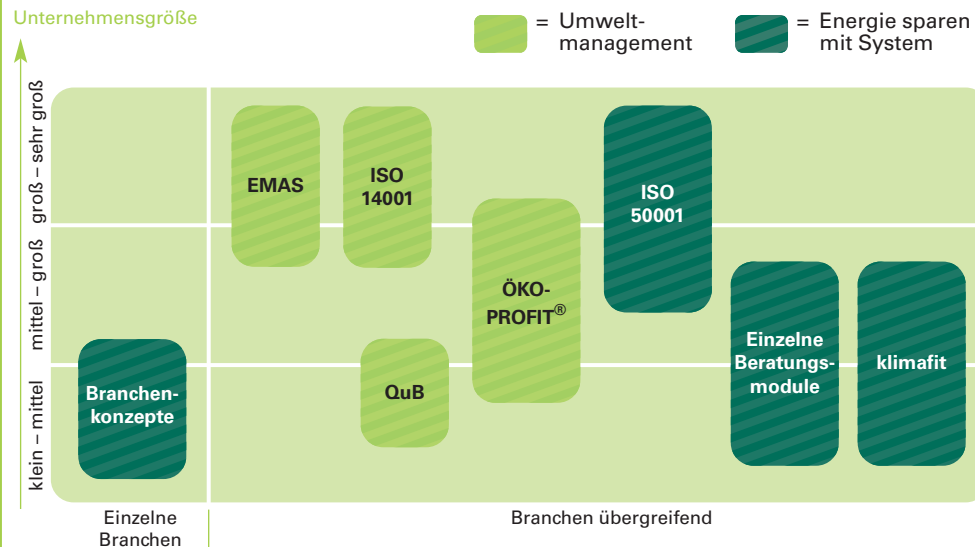 Unternehmensgröße
= Umwelt-
management
= Energie sparen
mit System
groß – sehr groß
mittel – groß
klein – mittel
EMAS
ISO
14001
ÖKO-
PROFIT®
ISO
50001
QuB
Branchen-
konzepte
Einzelne
Beratungs-
module
klimafit
Einzelne
Branchen
Branchen übergreifend